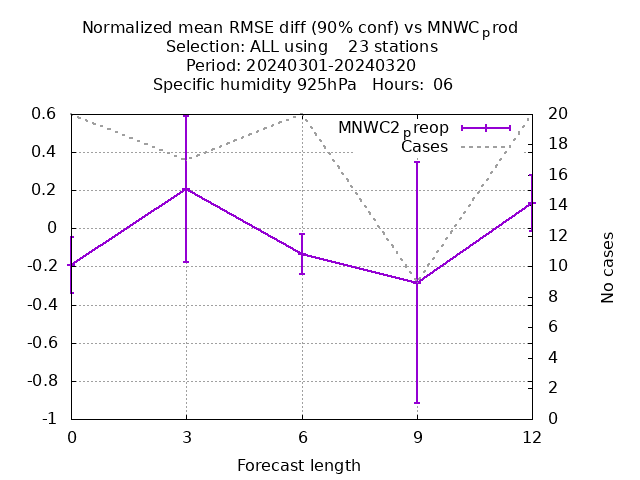 Normalized mean RMSE diff (90% conf) vs MNWCprod
Selection: ALL using    23 stations
Period: 20240301-20240320
Specific humidity 925hPa   Hours:  06
MNWC2preop
Cases
0.6
0.4
0.2
0
-0.2
-0.4
-0.6
-0.8
-1
20
18
16
14
12
10
8
6
4
2
0
No cases
0 3 6 9 12
Forecast length